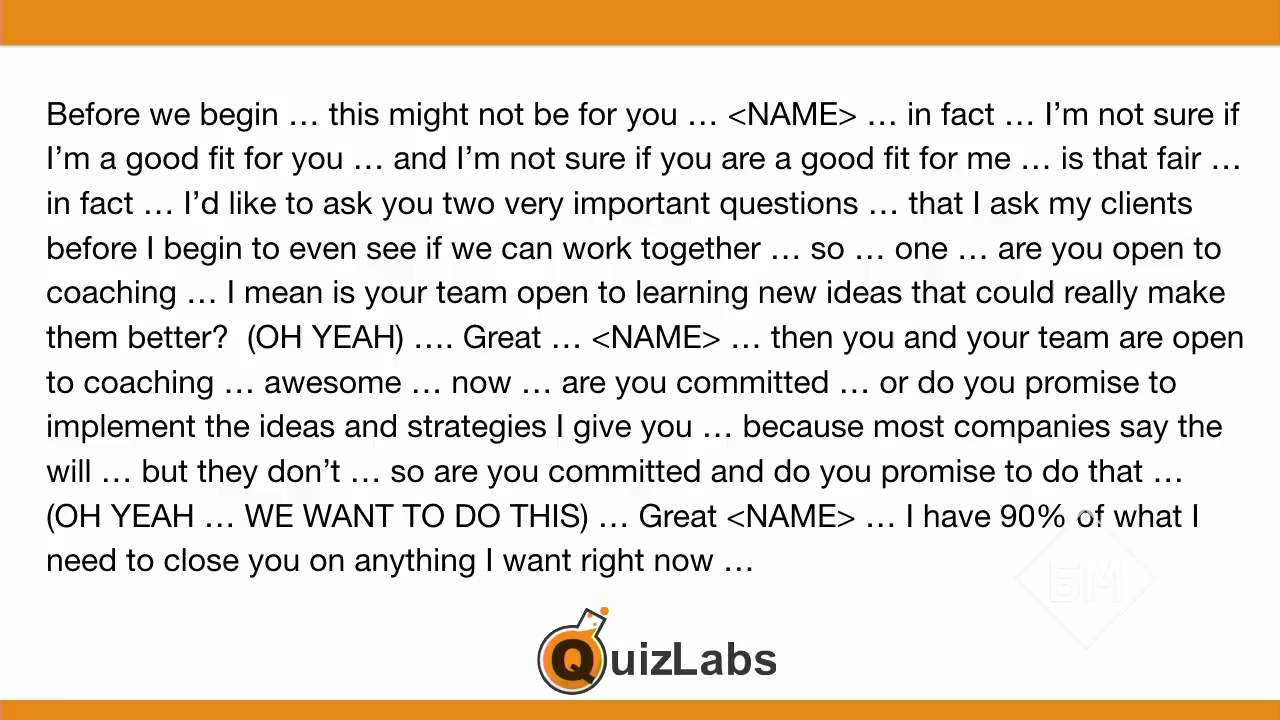 Before we begin … this might not be for you … <NAME> … in fact … I’m not sure if
I’m a good fit for you … and I’m not sure if you are a good fit for me … is that fair …
in fact … I’d like to ask you two very important questions … that I ask my clients
before I begin to even see if we can work together … so … one … are you open to
coaching … I mean is your team open to learning new ideas that could really make
them better?  (OH YEAH) …. Great … <NAME> … then you and your team are open
to coaching … awesome … now … are you committed … or do you promise to
implement the ideas and strategies I give you … because most companies say the
will … but they don’t … so are you committed and do you promise to do that …
(OH YEAH … WE WANT TO DO THIS) … Great <NAME> … I have 90% of what I
need to close you on anything I want right now …
БМ
QuizLabs